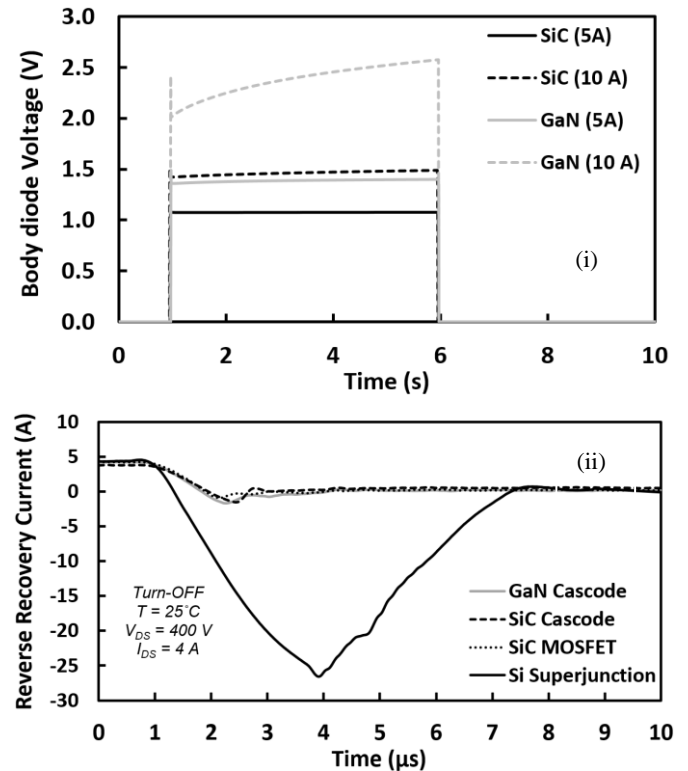 Body diode Voltage (V)
3.0
2.5
2.0
1.5
1.0
0.5
0.0
SiC (5A)
SiC (10 A)
GaN (5A)
GaN (10 A)
(i)
0 2 4 6 8 10
Time (s)
Reverse Recovery Current (A)
10
5
0
-5
-10
-15
-20
-25
-30
(ii)
Turn-OFF
T = 25˚C
VDS = 400 V
IDS = 4 A
GaN Cascode
SiC Cascode
SiC MOSFET
Si Superjunction
0 1 2 3 4 5 6 7 8 9 10
Time (µs)